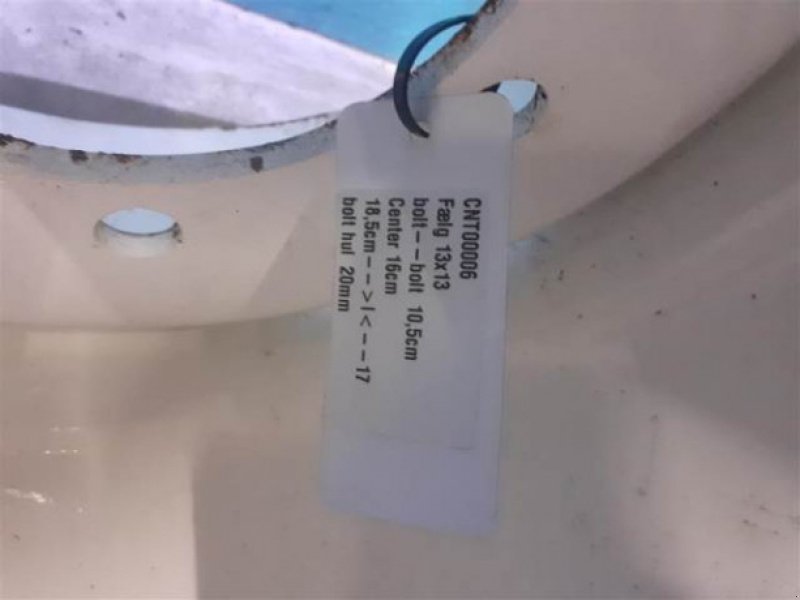 CNT00006
Fælg 13x13
bolt--bolt 10,5cm
Center 16cm
18,5cm-->I<--17
bolt hul 20mm